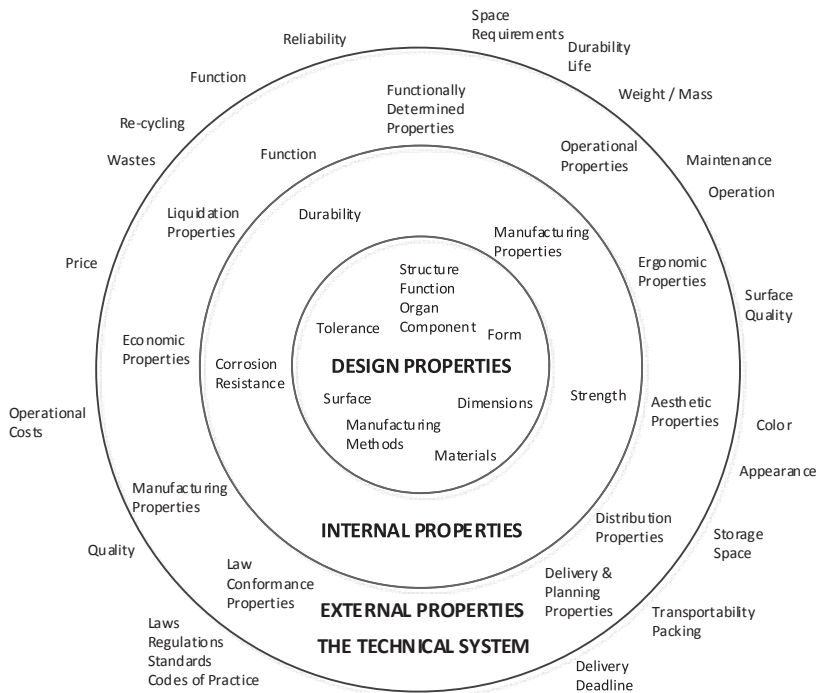 Space
Requirements
Reliability
Durability
Life
Function
Weight / Mass
Functionally
Determined
Properties
Re-cycling
Operational
Properties
Function
Wastes
Maintenance
Operation
Liquidation
Properties
Durability
Manufacturing
Properties
Price
Ergonomic
Properties
Structure
Function
Organ
Component
Surface
Quality
Tolerance
Form
Economic
Properties
Corrosion
Resistance
DESIGN PROPERTIES
Operational
Costs
Surface
Dimensions
Strength
Aesthetic
Properties
Color
Manufacturing
Methods
Materials
Appearance
Manufacturing
Properties
INTERNAL PROPERTIES
Distribution
Properties
Storage
Space
Quality
Law
Conformance
Properties
Delivery &
Planning
Properties
EXTERNAL PROPERTIES
Transportability
Packing
THE TECHNICAL SYSTEM
Laws
Regulations
Standards
Codes of Practice
Delivery
Deadline